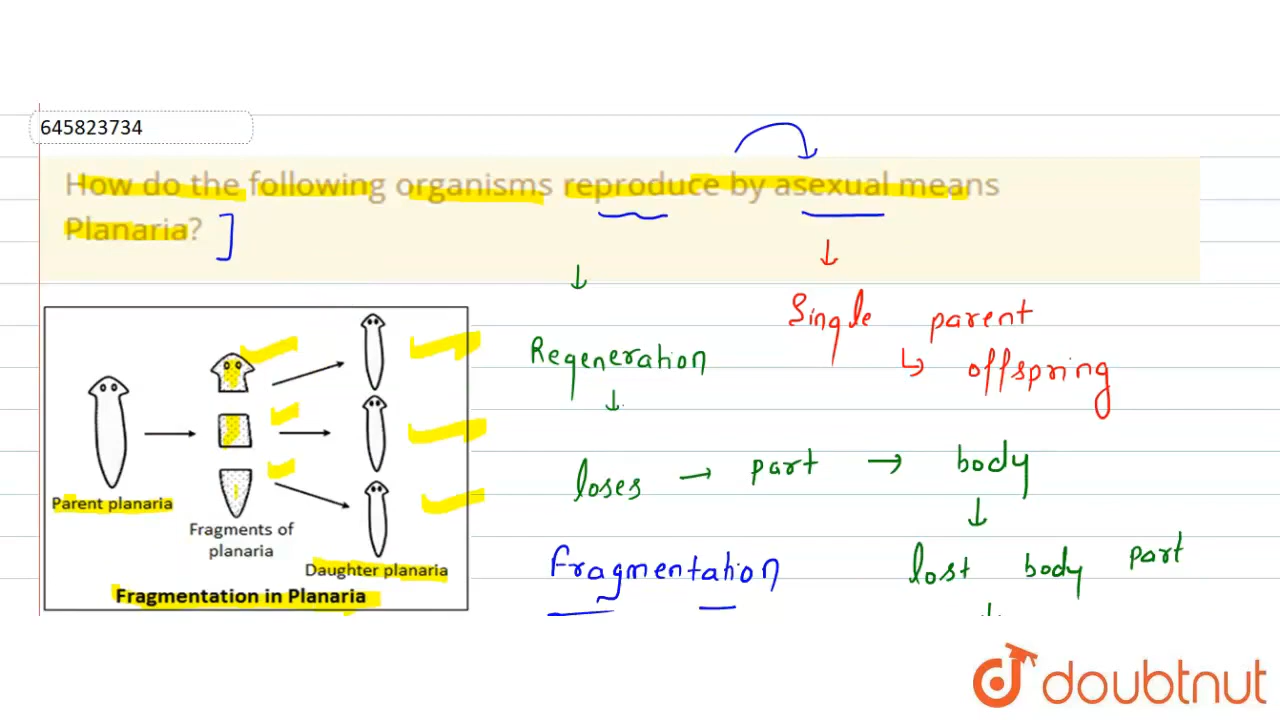 645823734
How do the following organisms reproduce by asexual means
Planaria?
Single parent
Regeneration
offspring
loses → part → body
Parent planaria
Fragments of
planaria
Daughter planaria
Fragmentation in Planaria
Fragmentation
lost body part
doubtnut